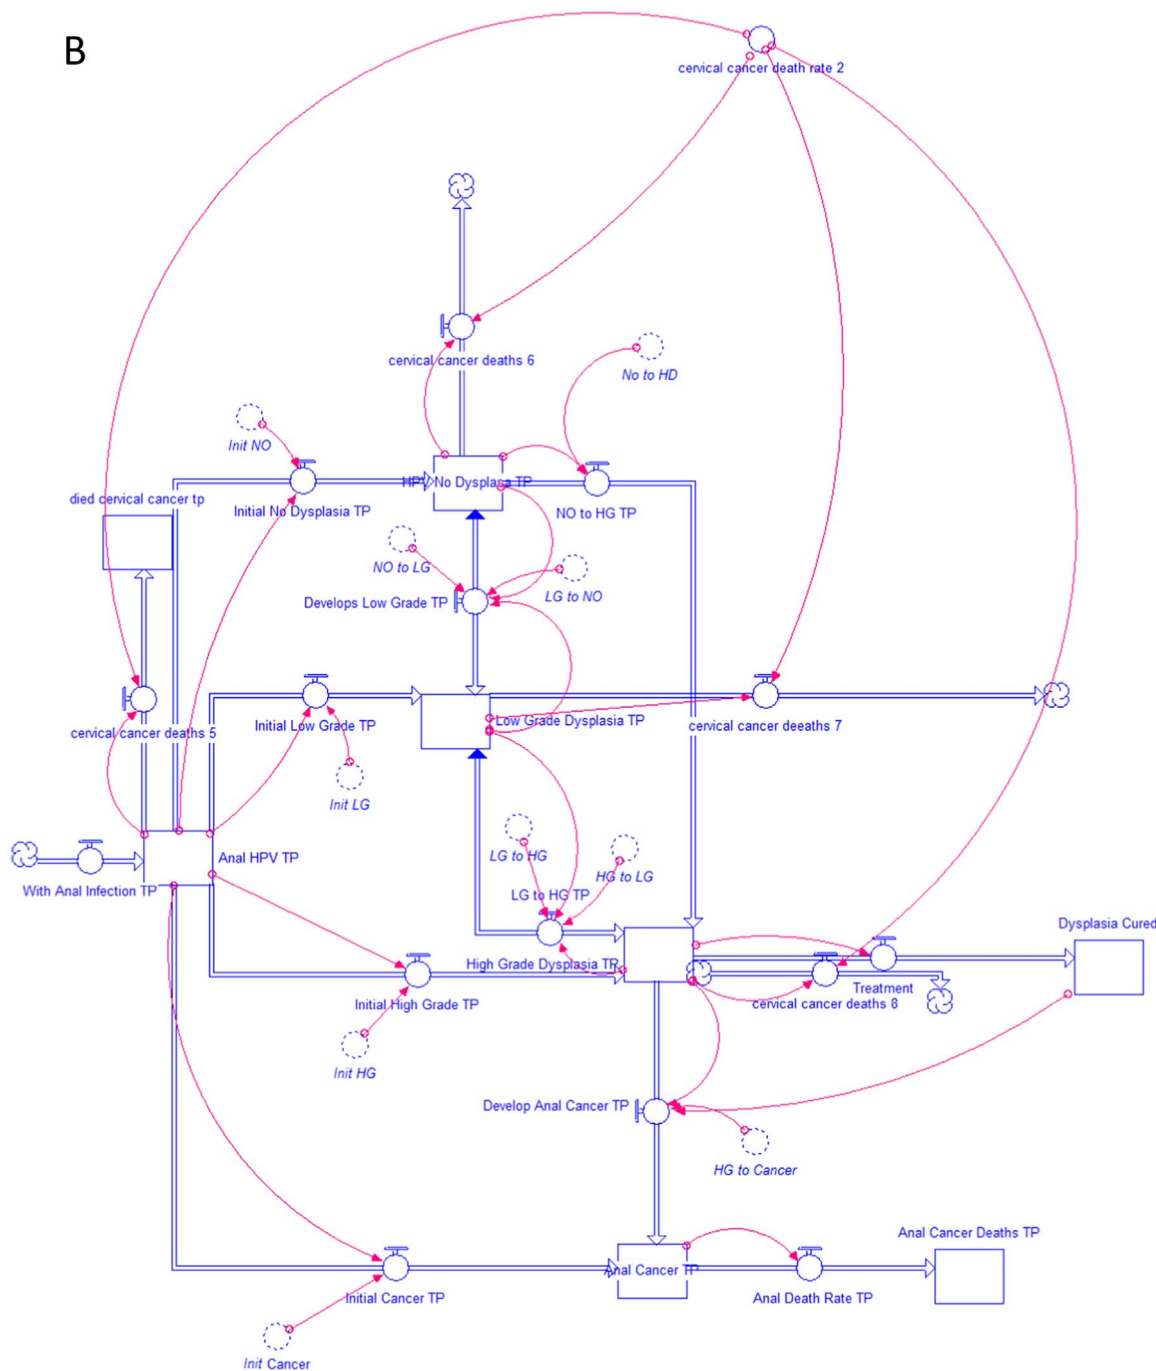 B
cervical cancer death rate 2
cervical cancer deaths 6
No to HD
Init NO
HPV No Dysplasa TP
died cervical cancer tp
Initial No Dysplasia TP
NO to HG TP
NO to LG
LG to NO
Develops Low Grade TP
Low Grade Dysplasia TP
cervical cancer deeaths 7
cervical cancer deaths 5
Initial Low Grade TP
Init LG
Anal HPV TP
LG to HG
HG to LG
With Anal Infection TP
LG to HG TP
Dysplasia Cured
High Grade Dysplasia TP
Treatment
Initial High Grade TP
cervical cancer deaths 8
Init HG
Develop Anal Cancer TP
HG to Cancer
Anal Cancer Deaths TP
Anal Cancer TP
Initial Cancer TP
Anal Death Rate TP
Init Cancer